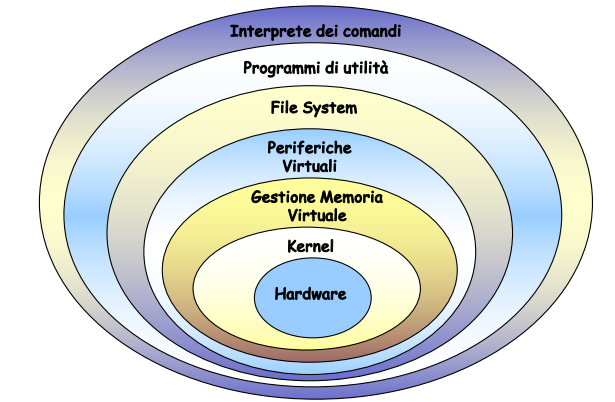 Interprete dei comandi
Programmi di utilità
File System
Periferiche
Virtuali
Gestione Memoria
Virtuale
Kernel
Hardware